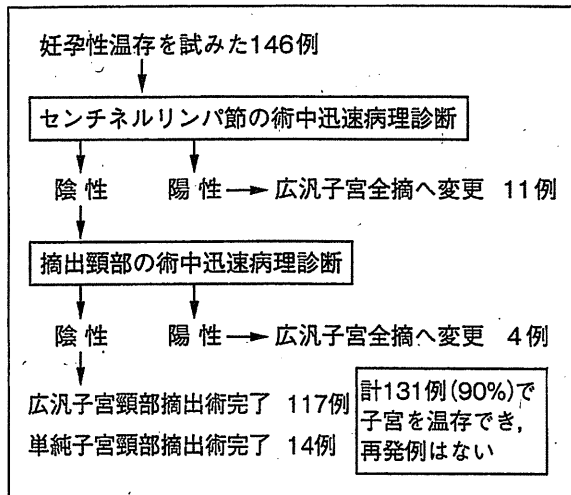 妊孕性温存を試みた146例
センチネルリンパ節の術中迅速病理診断
陰性 陽性→広汎子宮全摘へ変更 11例
摘出頸部の術中迅速病理診断
陰性 陽性→広汎子宮全摘へ変更 4例
広汎子宮頸部摘出術完了 117例
単純子宮頸部摘出術完了 14例
計131例(90%)で
子宮を温存でき,
再発例はない